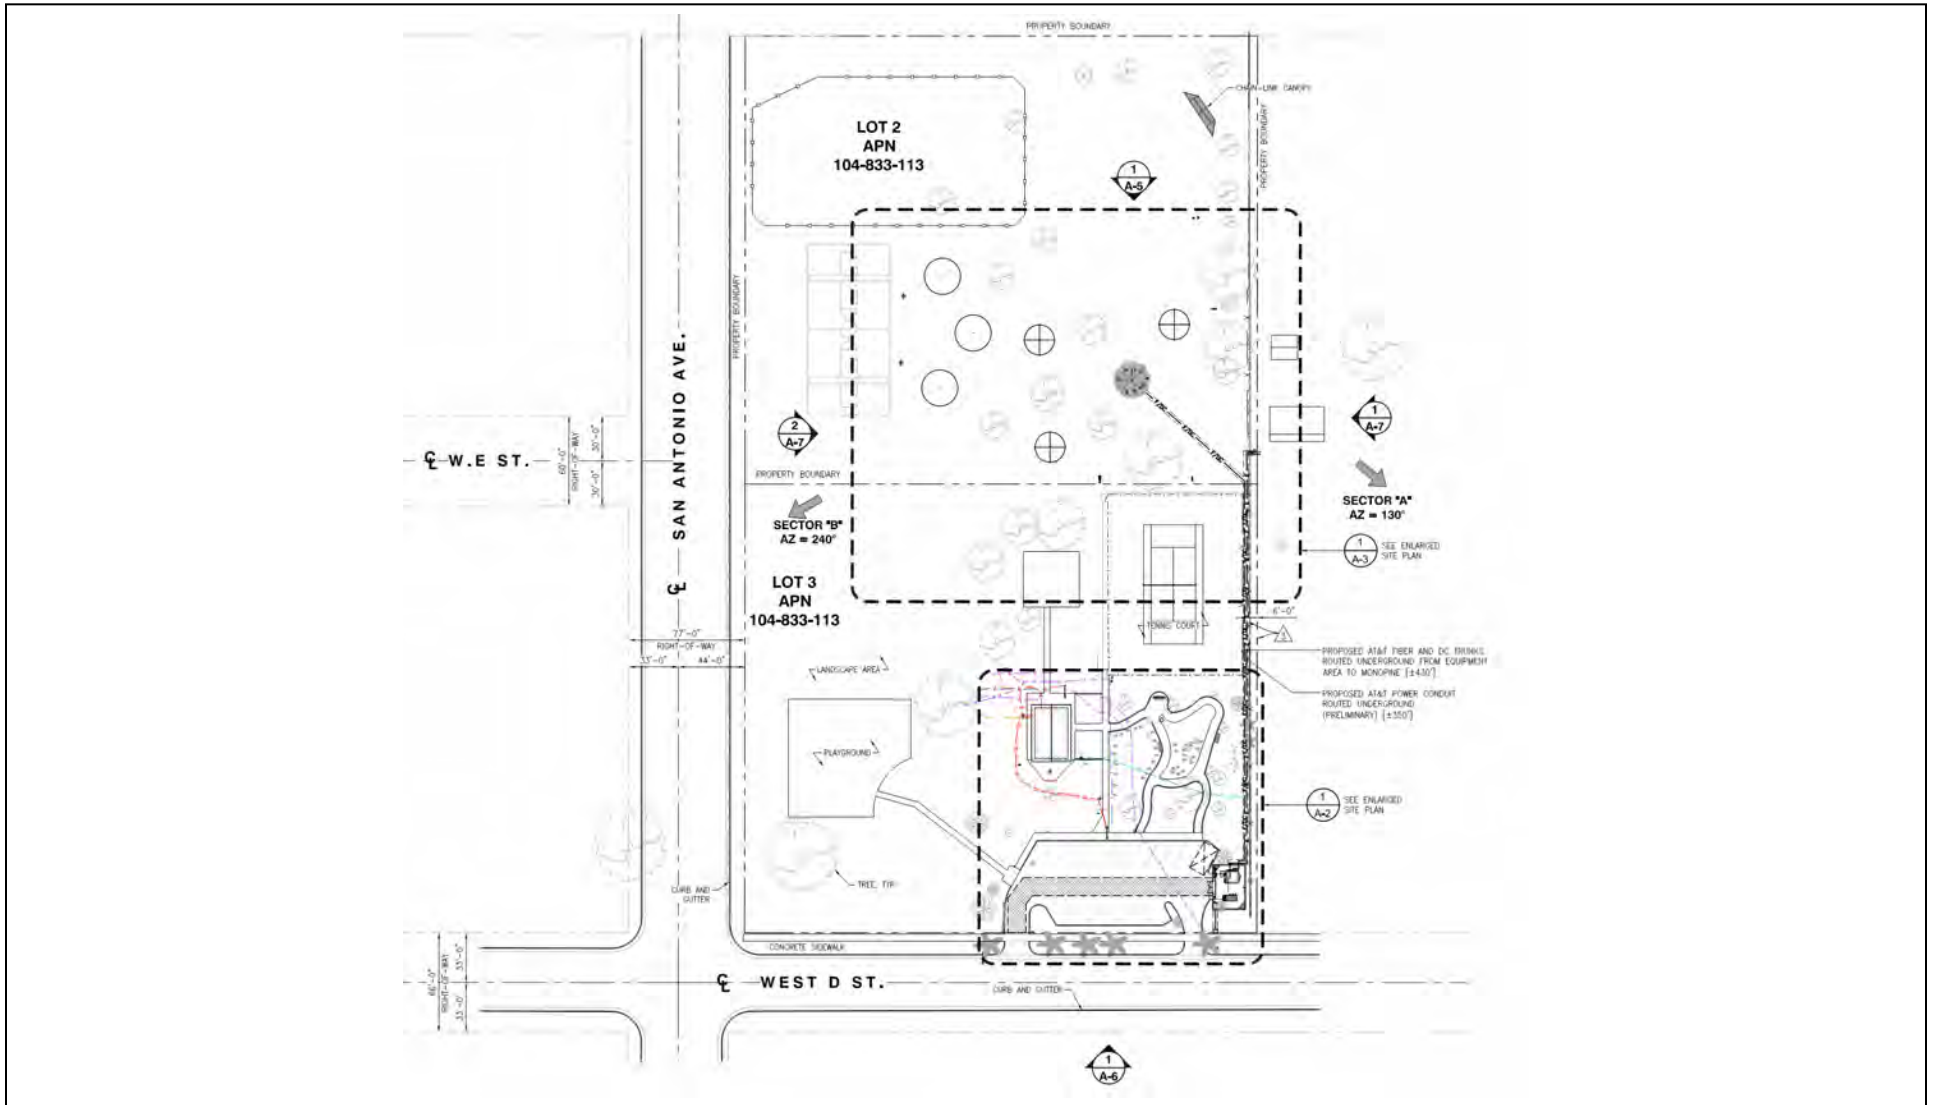 PROPERTY BOUNDARY
CHAIN-LINK CANOPY
LOT 2
APN
104-833-113
PROPERTY BOUNDARY
1
A-5
PROPERTY BOUNDARY
SAN ANTONIO AVE.
℄
2
A-7
1
A-7
℄ W.E ST.
60'-0"
RIGHT-OF-WAY
30'-0"
30'-0"
PROPERTY BOUNDARY
SECTOR "B"
AZ = 240°
SECTOR "A"
AZ = 130°
1
A-3
SEE ENLARGED
SITE PLAN
LOT 3
APN
104-833-113
TENNIS COURT
6'-0"
3
77'-0"
RIGHT-OF-WAY
33'-0"
44'-0"
LANDSCAPE AREA
PROPOSED AT&T FIBER AND DC TRUNKS
ROUTED UNDERGROUND FROM EQUIPMENT
AREA TO MONOPINE (±430')
PROPOSED AT&T POWER CONDUIT
ROUTED UNDERGROUND
(PRELIMINARY) (±350')
PLAYGROUND
1
A-2
SEE ENLARGED
SITE PLAN
TREE, TYP
CURB AND
GUTTER
CONCRETE SIDEWALK
66'-0"
RIGHT-OF-WAY
33'-0"
33'-0"
℄ WEST D ST.
CURB AND GUTTER
1
A-6